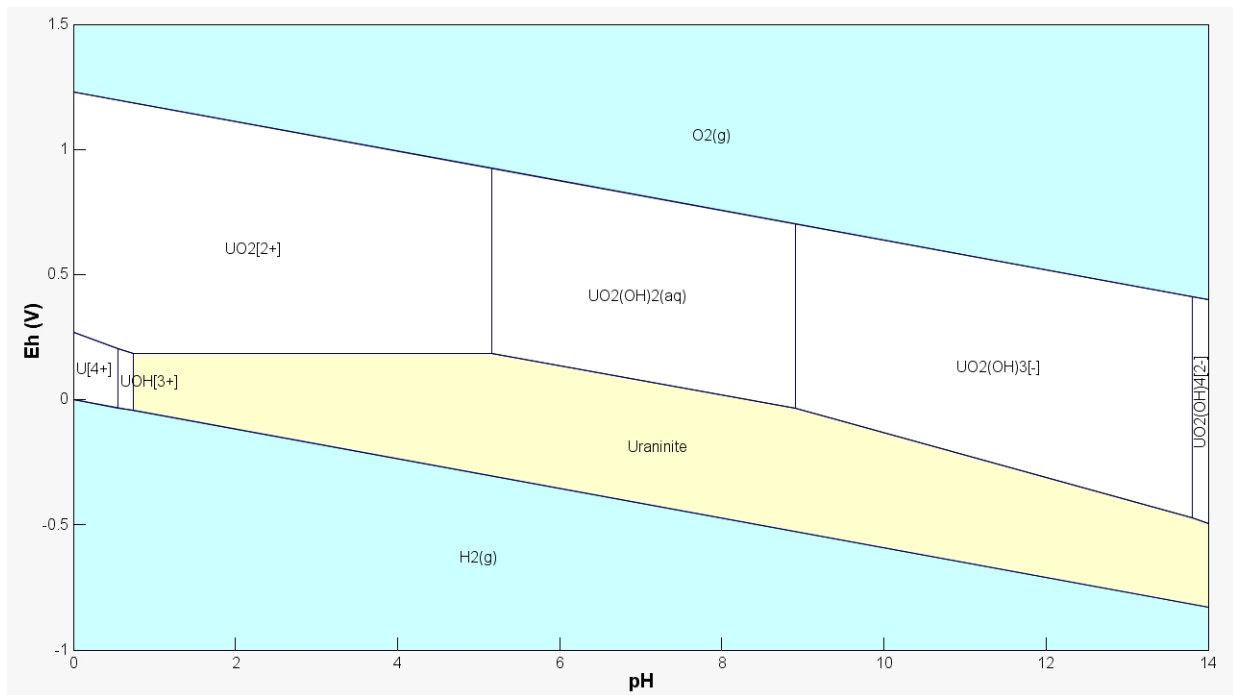 1.5
O2(g)
1
UO2[2+]
0.5
UO2(OH)2(aq)
Eh (V)
UO2(OH)3[-]
U[4+]
UOH[3+]
UO2(OH)4[2-]
0
Uraninite
-0.5
H2(g)
-1
0 2 4 6 8 10 12 14
pH